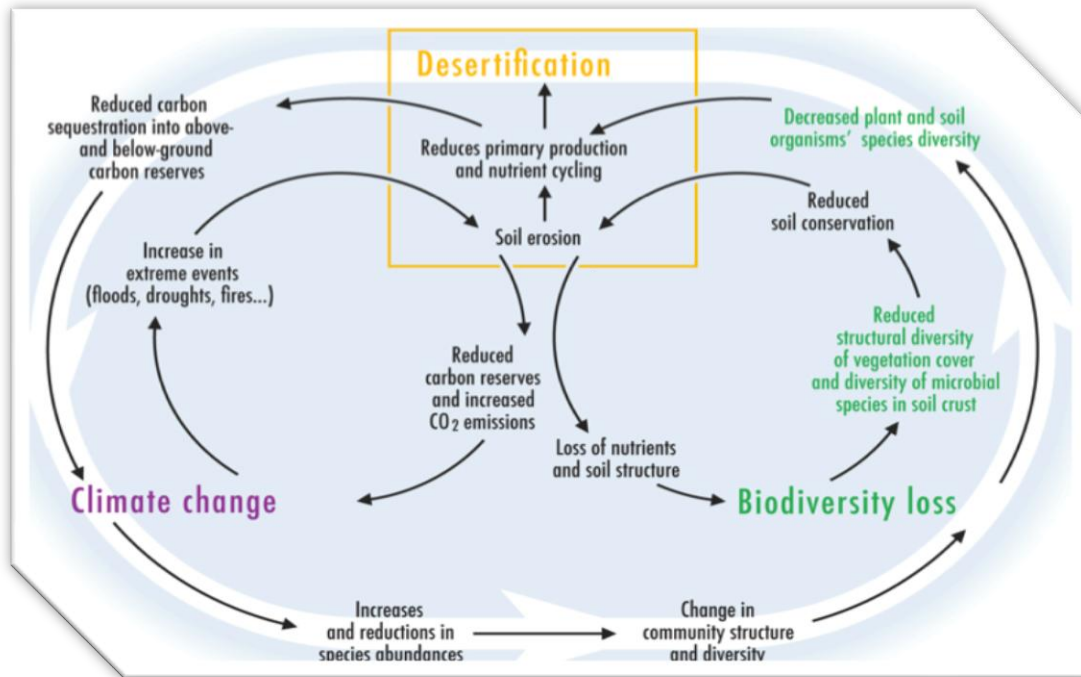 Desertification
Reduced carbon
sequestration into above-
and below-ground
carbon reserves
Reduces primary production
and nutrient cycling
Decreased plant and soil
organisms' species diversity
Soil erosion
Reduced
soil conservation
Increase in
extreme events
(floods, droughts, fires...)
Reduced
carbon reserves
and increased
CO₂ emissions
Reduced
structural diversity
of vegetation cover
and diversity of microbial
species in soil crust
Loss of nutrients
and soil structure
Climate change
Biodiversity loss
Increases
and reductions in
species abundances
Change in
community structure
and diversity